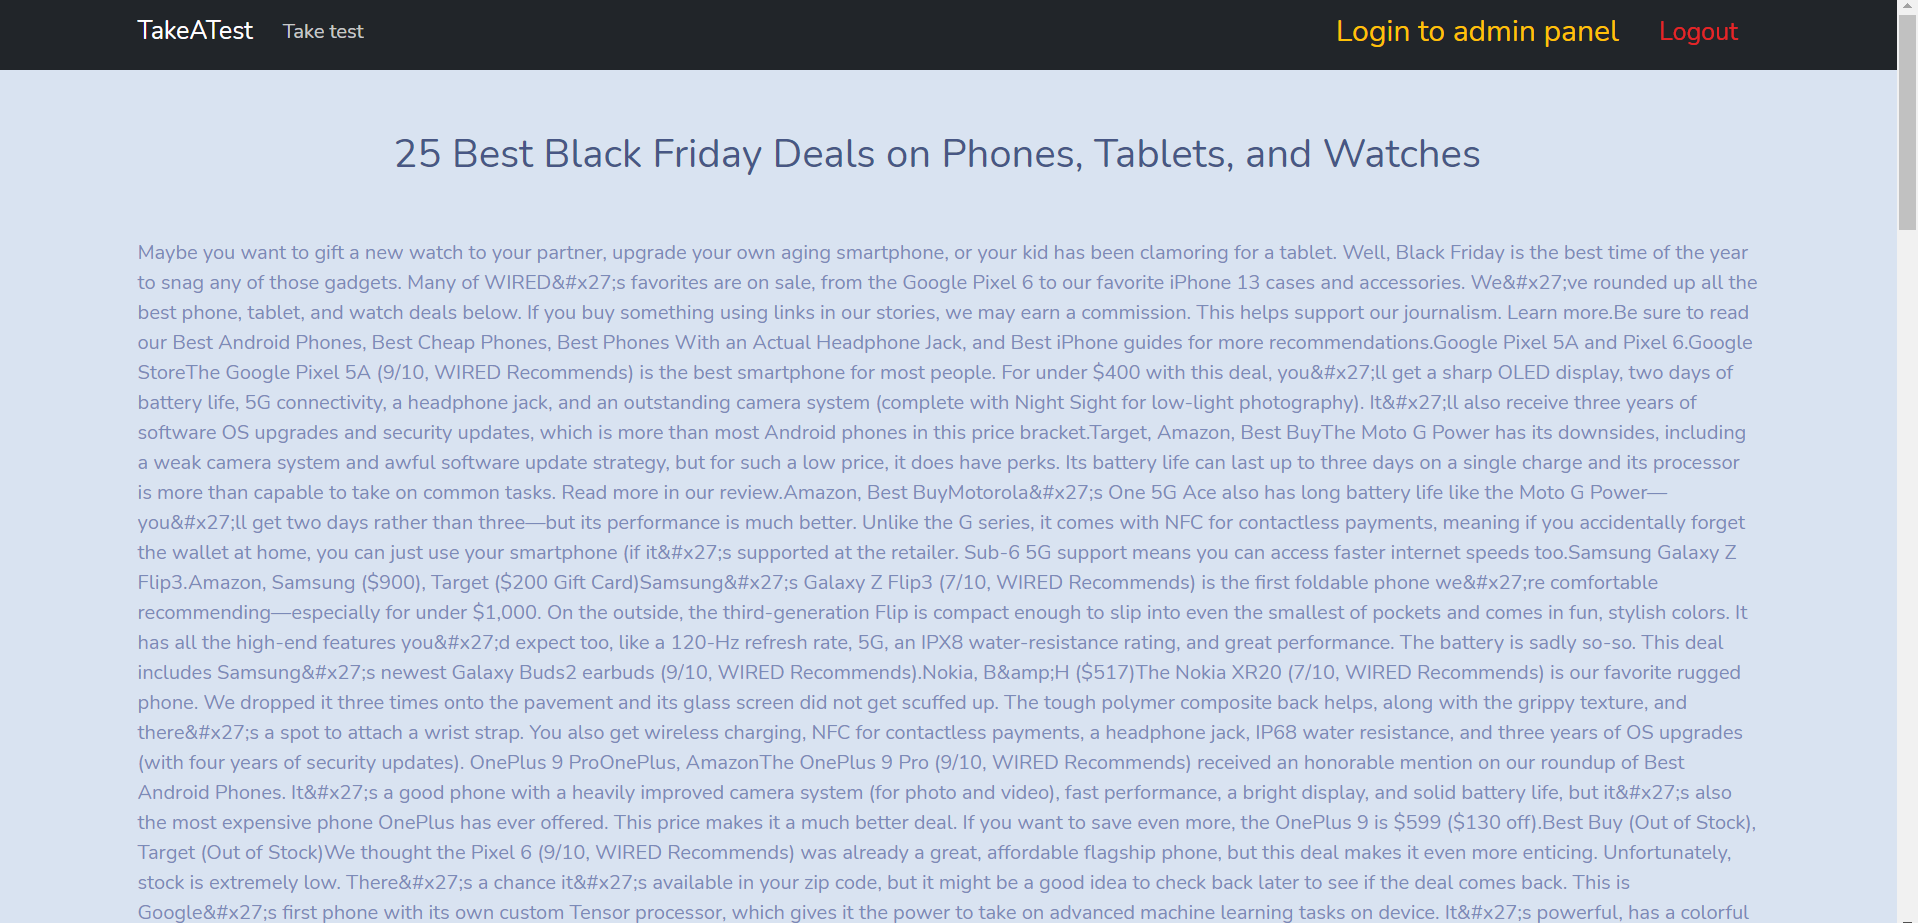 TakeATest Take test Login to admin panel Logout
25 Best Black Friday Deals on Phones, Tablets, and Watches
Maybe you want to gift a new watch to your partner, upgrade your own aging smartphone, or your kid has been clamoring for a tablet. Well, Black Friday is the best time of the year
to snag any of those gadgets. Many of WIRED&#x27;s favorites are on sale, from the Google Pixel 6 to our favorite iPhone 13 cases and accessories. We&#x27;ve rounded up all the
best phone, tablet, and watch deals below. If you buy something using links in our stories, we may earn a commission. This helps support our journalism. Learn more.Be sure to read
our Best Android Phones, Best Cheap Phones, Best Phones With an Actual Headphone Jack, and Best iPhone guides for more recommendations.Google Pixel 5A and Pixel 6.Google
StoreThe Google Pixel 5A (9/10, WIRED Recommends) is the best smartphone for most people. For under $400 with this deal, you&#x27;ll get a sharp OLED display, two days of
battery life, 5G connectivity, a headphone jack, and an outstanding camera system (complete with Night Sight for low-light photography). It&#x27;ll also receive three years of
software OS upgrades and security updates, which is more than most Android phones in this price bracket.Target, Amazon, Best BuyThe Moto G Power has its downsides, including
a weak camera system and awful software update strategy, but for such a low price, it does have perks. Its battery life can last up to three days on a single charge and its processor
is more than capable to take on common tasks. Read more in our review.Amazon, Best BuyMotorola&#x27;s One 5G Ace also has long battery life like the Moto G Power—
you&#x27;ll get two days rather than three—but its performance is much better. Unlike the G series, it comes with NFC for contactless payments, meaning if you accidentally forget
the wallet at home, you can just use your smartphone (if it&#x27;s supported at the retailer. Sub-6 5G support means you can access faster internet speeds too.Samsung Galaxy Z
Flip3.Amazon, Samsung ($900), Target ($200 Gift Card)Samsung&#x27;s Galaxy Z Flip3 (7/10, WIRED Recommends) is the first foldable phone we&#x27;re comfortable
recommending—especially for under $1,000. On the outside, the third-generation Flip is compact enough to slip into even the smallest of pockets and comes in fun, stylish colors. It
has all the high-end features you&#x27;d expect too, like a 120-Hz refresh rate, 5G, an IPX8 water-resistance rating, and great performance. The battery is sadly so-so. This deal
includes Samsung&#x27;s newest Galaxy Buds2 earbuds (9/10, WIRED Recommends).Nokia, B&amp;H ($517)The Nokia XR20 (7/10, WIRED Recommends) is our favorite rugged
phone. We dropped it three times onto the pavement and its glass screen did not get scuffed up. The tough polymer composite back helps, along with the grippy texture, and
there&#x27;s a spot to attach a wrist strap. You also get wireless charging, NFC for contactless payments, a headphone jack, IP68 water resistance, and three years of OS upgrades
(with four years of security updates). OnePlus 9 ProOnePlus, AmazonThe OnePlus 9 Pro (9/10, WIRED Recommends) received an honorable mention on our roundup of Best
Android Phones. It&#x27;s a good phone with a heavily improved camera system (for photo and video), fast performance, a bright display, and solid battery life, but it&#x27;s also
the most expensive phone OnePlus has ever offered. This price makes it a much better deal. If you want to save even more, the OnePlus 9 is $599 ($130 off).Best Buy (Out of Stock),
Target (Out of Stock)We thought the Pixel 6 (9/10, WIRED Recommends) was already a great, affordable flagship phone, but this deal makes it even more enticing. Unfortunately,
stock is extremely low. There&#x27;s a chance it&#x27;s available in your zip code, but it might be a good idea to check back later to see if the deal comes back. This is
Google&#x27;s first phone with its own custom Tensor processor, which gives it the power to take on advanced machine learning tasks on device. It&#x27;s powerful, has a colorful